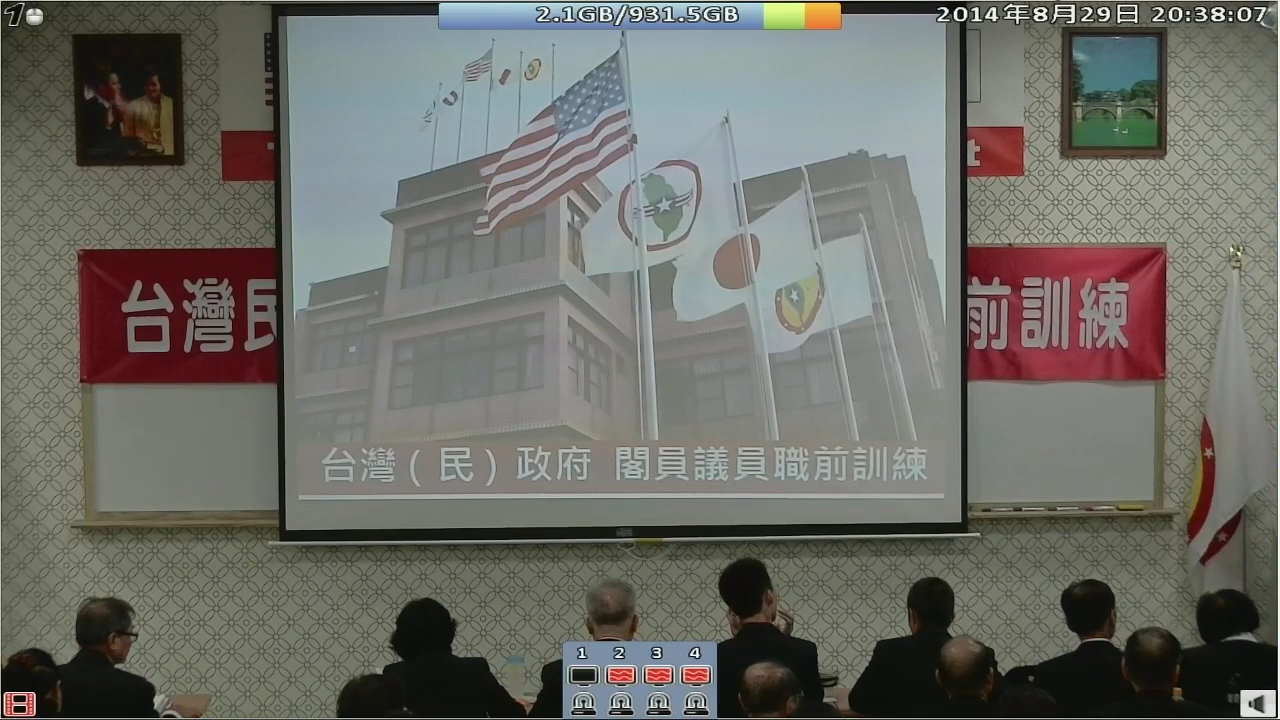 1
2.1GB/931.5GB
2014年8月29日 20:38:07
t
台灣民
前訓練
台灣(民)政府 閣員議員職前訓練
1 2 3 4